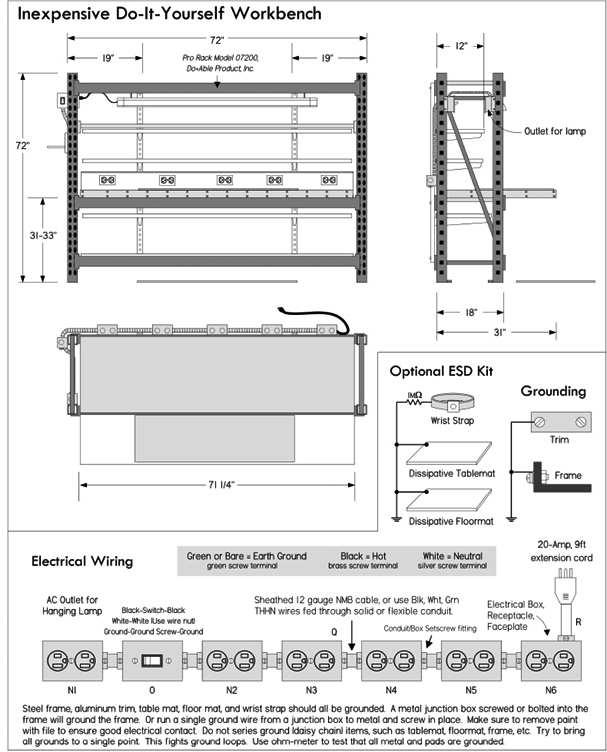 Inexpensive Do-It-Yourself Workbench
72"
19"
Pro Rack Model 07200,
Do+Able Product, Inc.
19"
12"
Outlet for lamp
72"
31-33"
18"
31"
71 1/4"
Optional ESD Kit
1MΩ
Wrist Strap
Dissipative Tablemat
Dissipative Floormat
Grounding
Trim
Frame
Electrical Wiring
Green or Bare = Earth Ground
green screw terminal
Black = Hot
brass screw terminal
White = Neutral
silver screw terminal
20-Amp, 9ft
extension cord
AC Outlet for
Hanging Lamp
Black-Switch-Black
White-White (Use wire nut)
Ground-Ground Screw-Ground
Sheathed 12 gauge NMB cable, or use Blk, Wht, Grn
THHN wires fed through solid or flexible conduit.
Q
Conduit/Box Setscrew fitting
Electrical Box,
Receptacle,
Faceplate
R
N1
O
N2
N3
N4
N5
N6
Steel frame, aluminum trim, table mat, floor mat, and wrist strap should all be grounded. A metal junction box screwed or bolted into the
frame will ground the frame. Or run a single ground wire from a junction box to metal and screw in place. Make sure to remove paint
with file to ensure good electrical contact. Do not series ground (daisy chain) items, such as tablemat, floormat, frame, etc. Try to bring
all grounds to a single point. This fights ground loops. Use ohm-meter to test that all metal and pads are grounded.